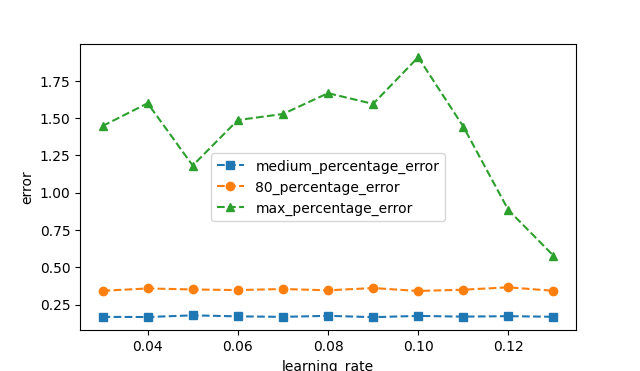 1.75
1.50
1.25
1.00
0.75
0.50
0.25
error
medium_percentage_error
80_percentage_error
max_percentage_error
0.04 0.06 0.08 0.10 0.12
learning_rate